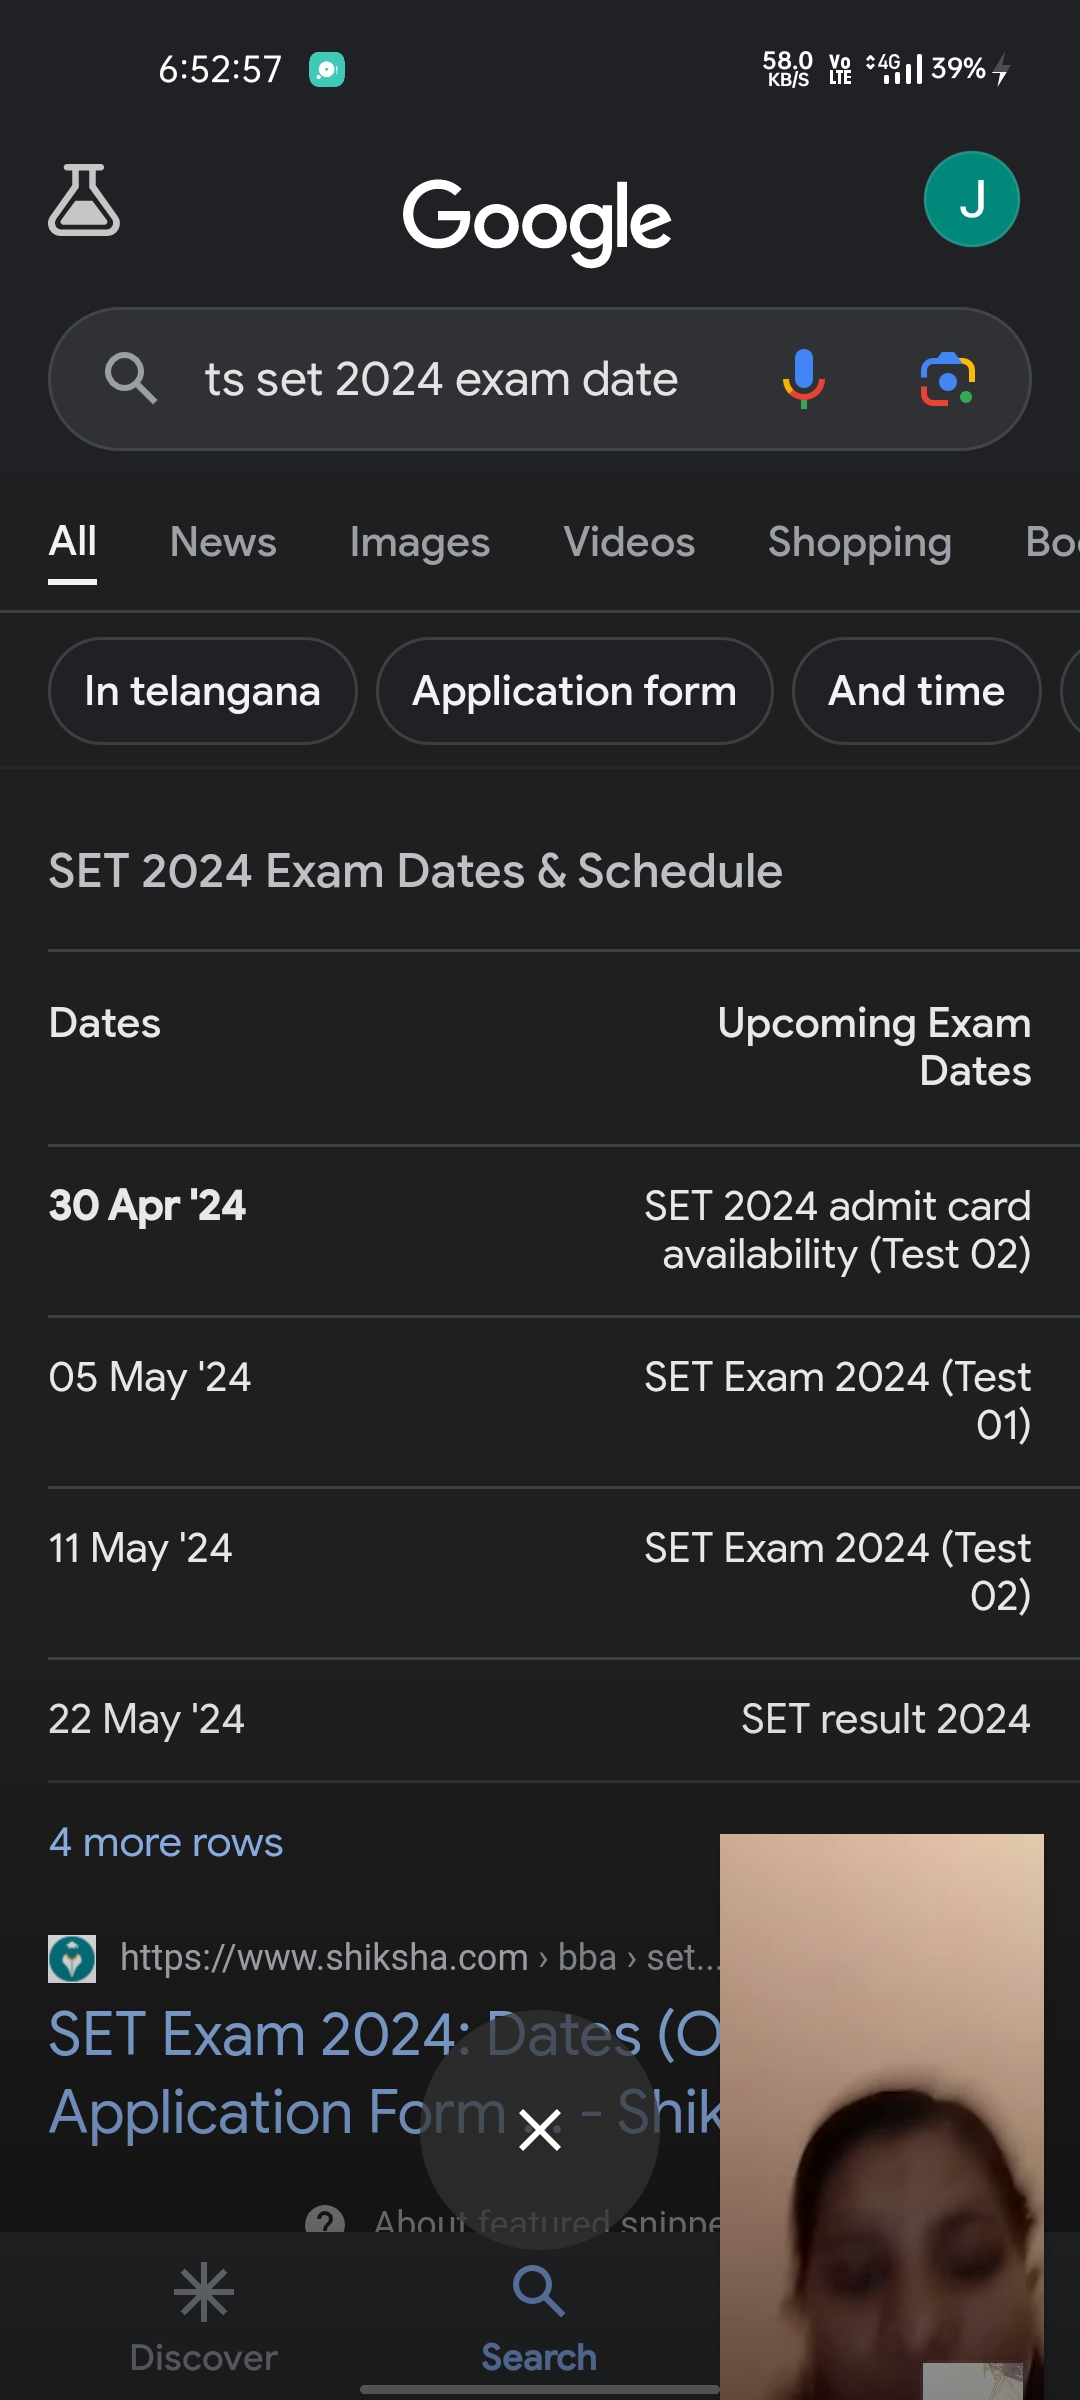 6:52:57
58.0 KB/S Vo LTE 4G 39%
Google
J
ts set 2024 exam date
All News Images Videos Shopping
In telangana Application form And time
SET 2024 Exam Dates & Schedule
Dates Upcoming Exam
Dates
30 Apr '24 SET 2024 admit card
availability (Test 02)
05 May '24 SET Exam 2024 (Test
01)
11 May '24 SET Exam 2024 (Test
02)
22 May '24 SET result 2024
4 more rows
https://www.shiksha.com › bba › set...
SET Exam 2024: Dates (O
Application Form ... - Shik
About featured snippe
Discover Search